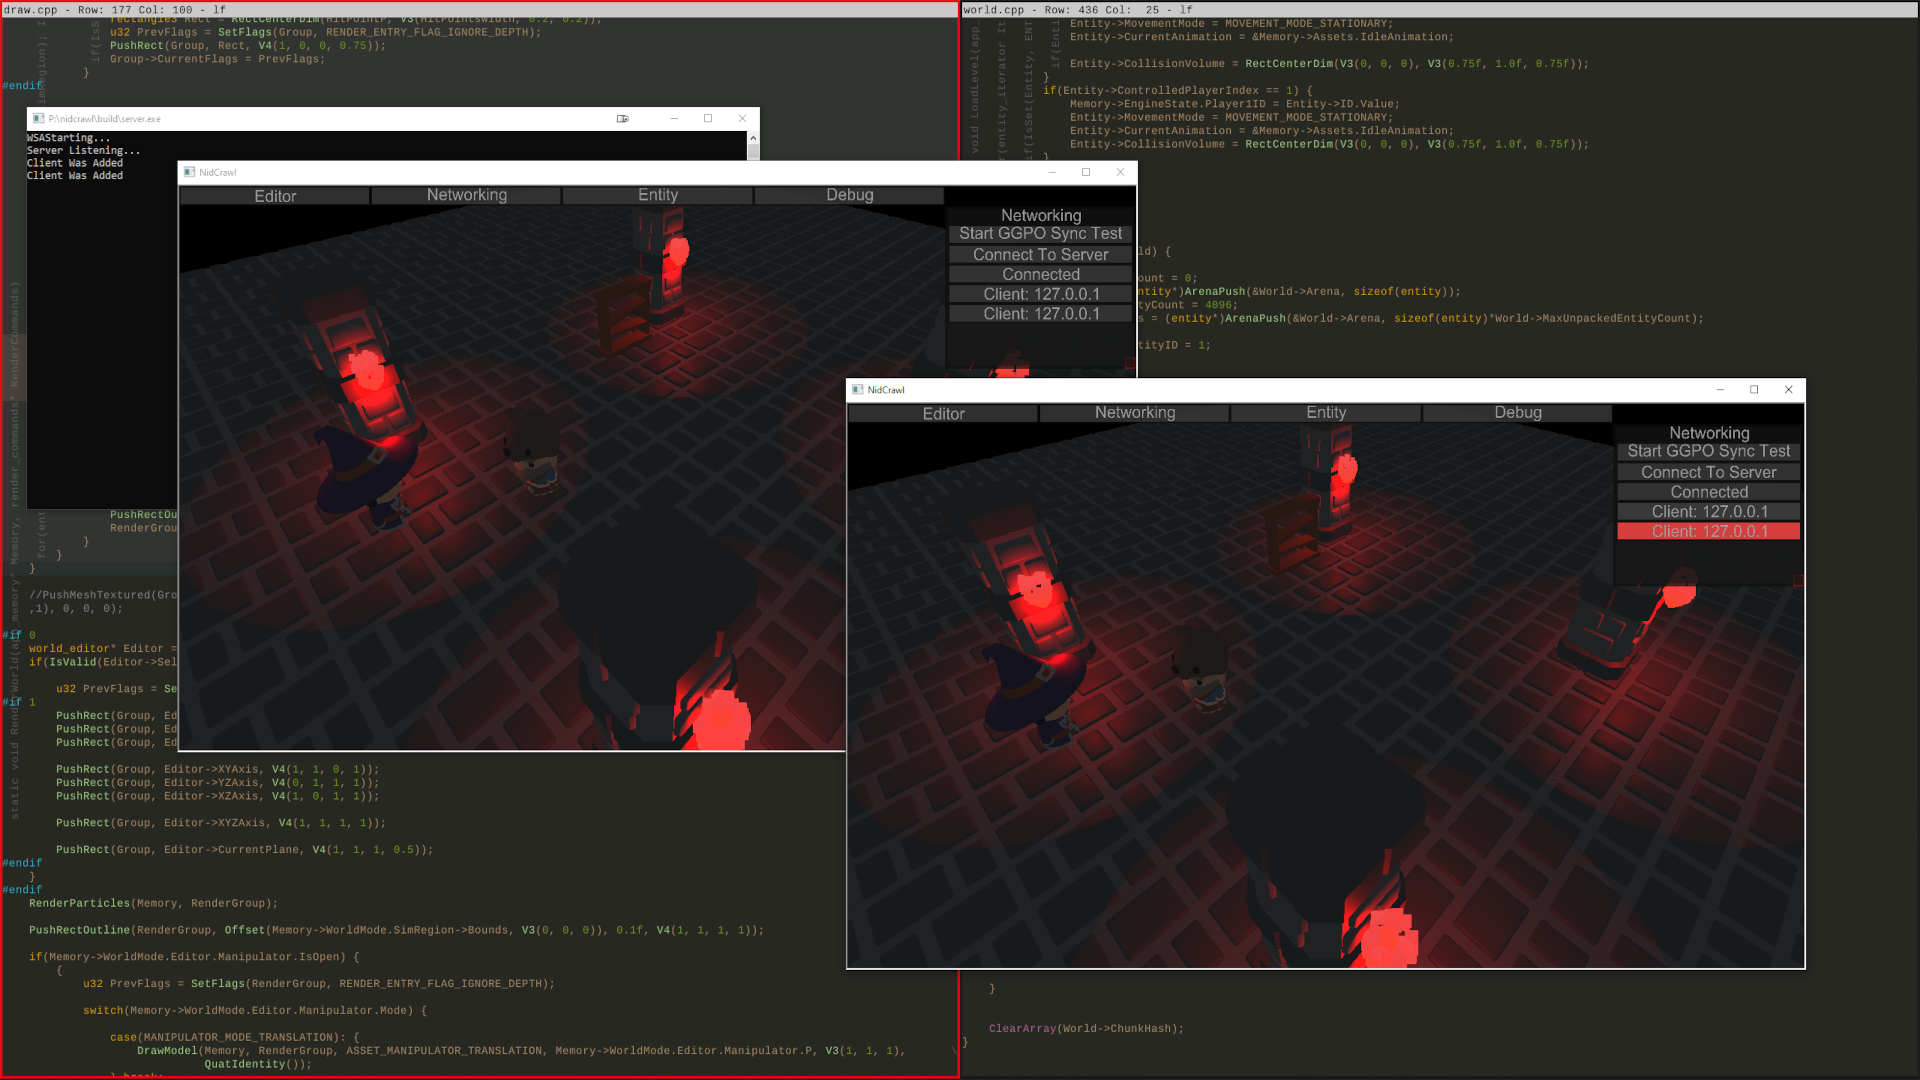 draw.cpp - Row: 177 Col: 100 - lf
rectangle3 Rect = RectCenterDim(HitPointP, V3(HitPointsWidth, 0.2, 0.2));
u32 PrevFlags = SetFlags(Group, RENDER_ENTRY_FLAG_IGNORE_DEPTH);
PushRect(Group, Rect, V4(1, 0, 0, 0.75));
Group->CurrentFlags = PrevFlags;
}
#endif
P:\nidcrawl\build\server.exe
WSAStarting...
Server Listening...
Client Was Added
Client Was Added
NidCrawl
Editor
Networking
Entity
Debug
Networking
Start GGPO Sync Test
Connect To Server
Connected
Client: 127.0.0.1
Client: 127.0.0.1
PushRectOu
RenderGrou
}
}
}
//PushMeshTextured(Gro
,1), 0, 0, 0);
#if 0
world_editor* Editor =
if(IsValid(Editor->Sel
u32 PrevFlags = Se
#if 1
PushRect(Group, Ed
PushRect(Group, Ed
PushRect(Group, Ed
PushRect(Group, Editor->XYAxis, V4(1, 1, 0, 1));
PushRect(Group, Editor->YZAxis, V4(0, 1, 1, 1));
PushRect(Group, Editor->XZAxis, V4(1, 0, 1, 1));
PushRect(Group, Editor->XYZAxis, V4(1, 1, 1, 1));
PushRect(Group, Editor->CurrentPlane, V4(1, 1, 1, 0.5));
#endif
}
#endif
RenderParticles(Memory, RenderGroup);
PushRectOutline(RenderGroup, Offset(Memory->WorldMode.SimRegion->Bounds, V3(0, 0, 0)), 0.1f, V4(1, 1, 1, 1));
if(Memory->WorldMode.Editor.Manipulator.IsOpen) {
{
u32 PrevFlags = SetFlags(RenderGroup, RENDER_ENTRY_FLAG_IGNORE_DEPTH);
switch(Memory->WorldMode.Editor.Manipulator.Mode) {
case(MANIPULATOR_MODE_TRANSLATION): {
DrawModel(Memory, RenderGroup, ASSET_MANIPULATOR_TRANSLATION, Memory->WorldMode.Editor.Manipulator.P, V3(1, 1, 1),
QuatIdentity());
world.cpp - Row: 436 Col: 25 - lf
Entity->MovementMode = MOVEMENT_MODE_STATIONARY;
Entity->CurrentAnimation = &Memory->Assets.IdleAnimation;
Entity->CollisionVolume = RectCenterDim(V3(0, 0, 0), V3(0.75f, 1.0f, 0.75f));
}
if(Entity->ControlledPlayerIndex == 1) {
Memory->EngineState.Player1ID = Entity->ID.Value;
Entity->MovementMode = MOVEMENT_MODE_STATIONARY;
Entity->CurrentAnimation = &Memory->Assets.IdleAnimation;
Entity->CollisionVolume = RectCenterDim(V3(0, 0, 0), V3(0.75f, 1.0f, 0.75f));
}
ld) {
ount = 0;
ntity*)ArenaPush(&World->Arena, sizeof(entity));
tyCount = 4096;
s = (entity*)ArenaPush(&World->Arena, sizeof(entity)*World->MaxUnpackedEntityCount);
tityID = 1;
NidCrawl
Editor
Networking
Entity
Debug
Networking
Start GGPO Sync Test
Connect To Server
Connected
Client: 127.0.0.1
Client: 127.0.0.1
}
ClearArray(World->ChunkHash);
}